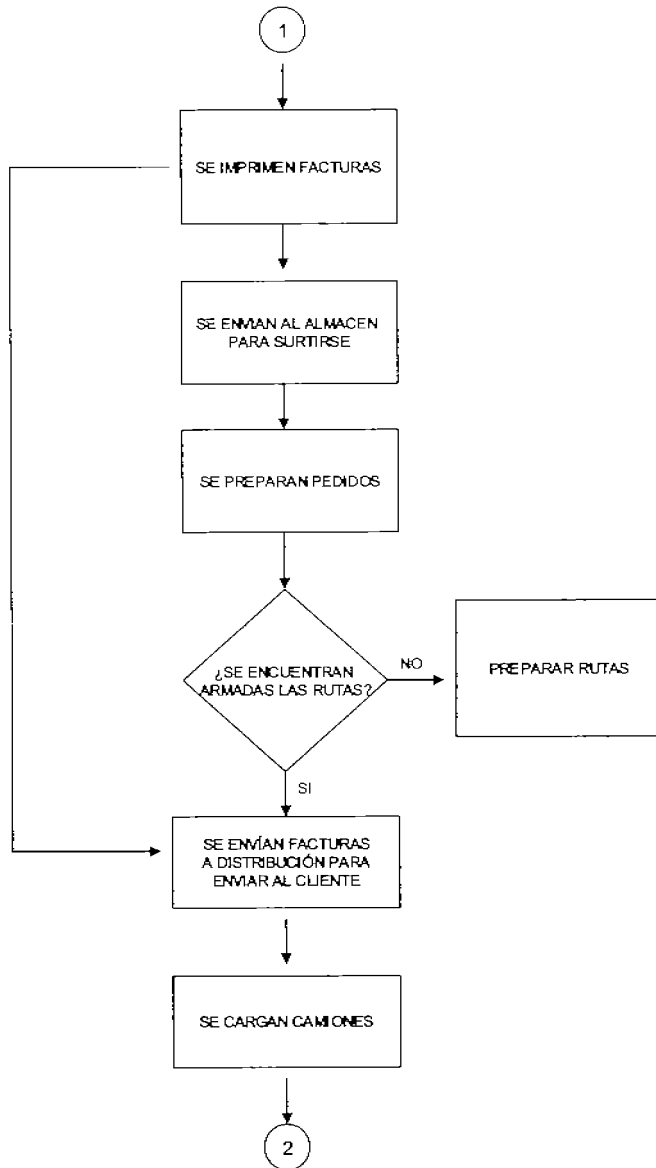 1
SE IMPRIMEN FACTURAS
SE ENVIAN AL ALMACEN
PARA SURTIRSE
SE PREPARAN PEDIDOS
¿SE ENCUENTRAN
ARMADAS LAS RUTAS?
NO
PREPARAR RUTAS
SI
SE ENVÍAN FACTURAS
A DISTRIBUCIÓN PARA
ENVIAR AL CLIENTE
SE CARGAN CAMIONES
2